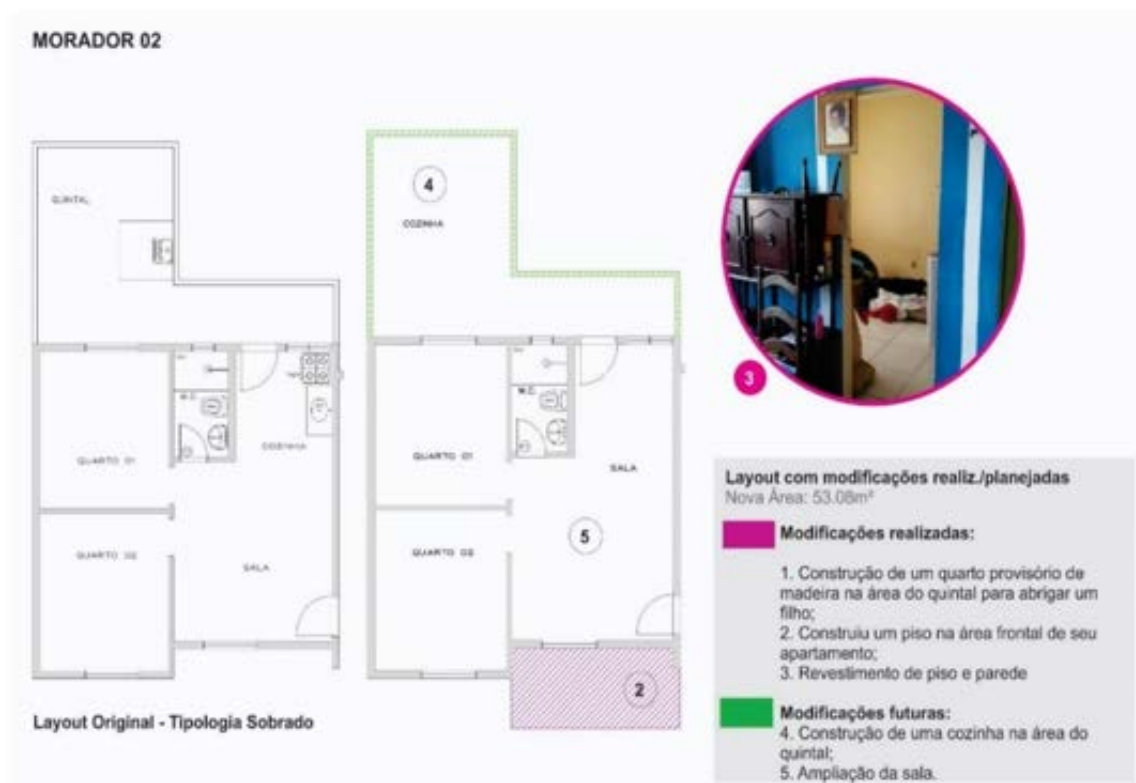 MORADOR 02
QUINTAL
QUARTO 01
W.C.
COZINHA
QUARTO 02
SALA
Layout Original - Tipologia Sobrado
4
COZINHA
W.C.
QUARTO 01
SALA
5
QUARTO 02
2
3
Layout com modificações realiz./planejadas
Nova Área: 53.08m²
Modificações realizadas:
1. Construção de um quarto provisório de
madeira na área do quintal para abrigar um
filho;
2. Construiu um piso na área frontal de seu
apartamento;
3. Revestimento de piso e parede
Modificações futuras:
4. Construção de uma cozinha na área do
quintal;
5. Ampliação da sala.